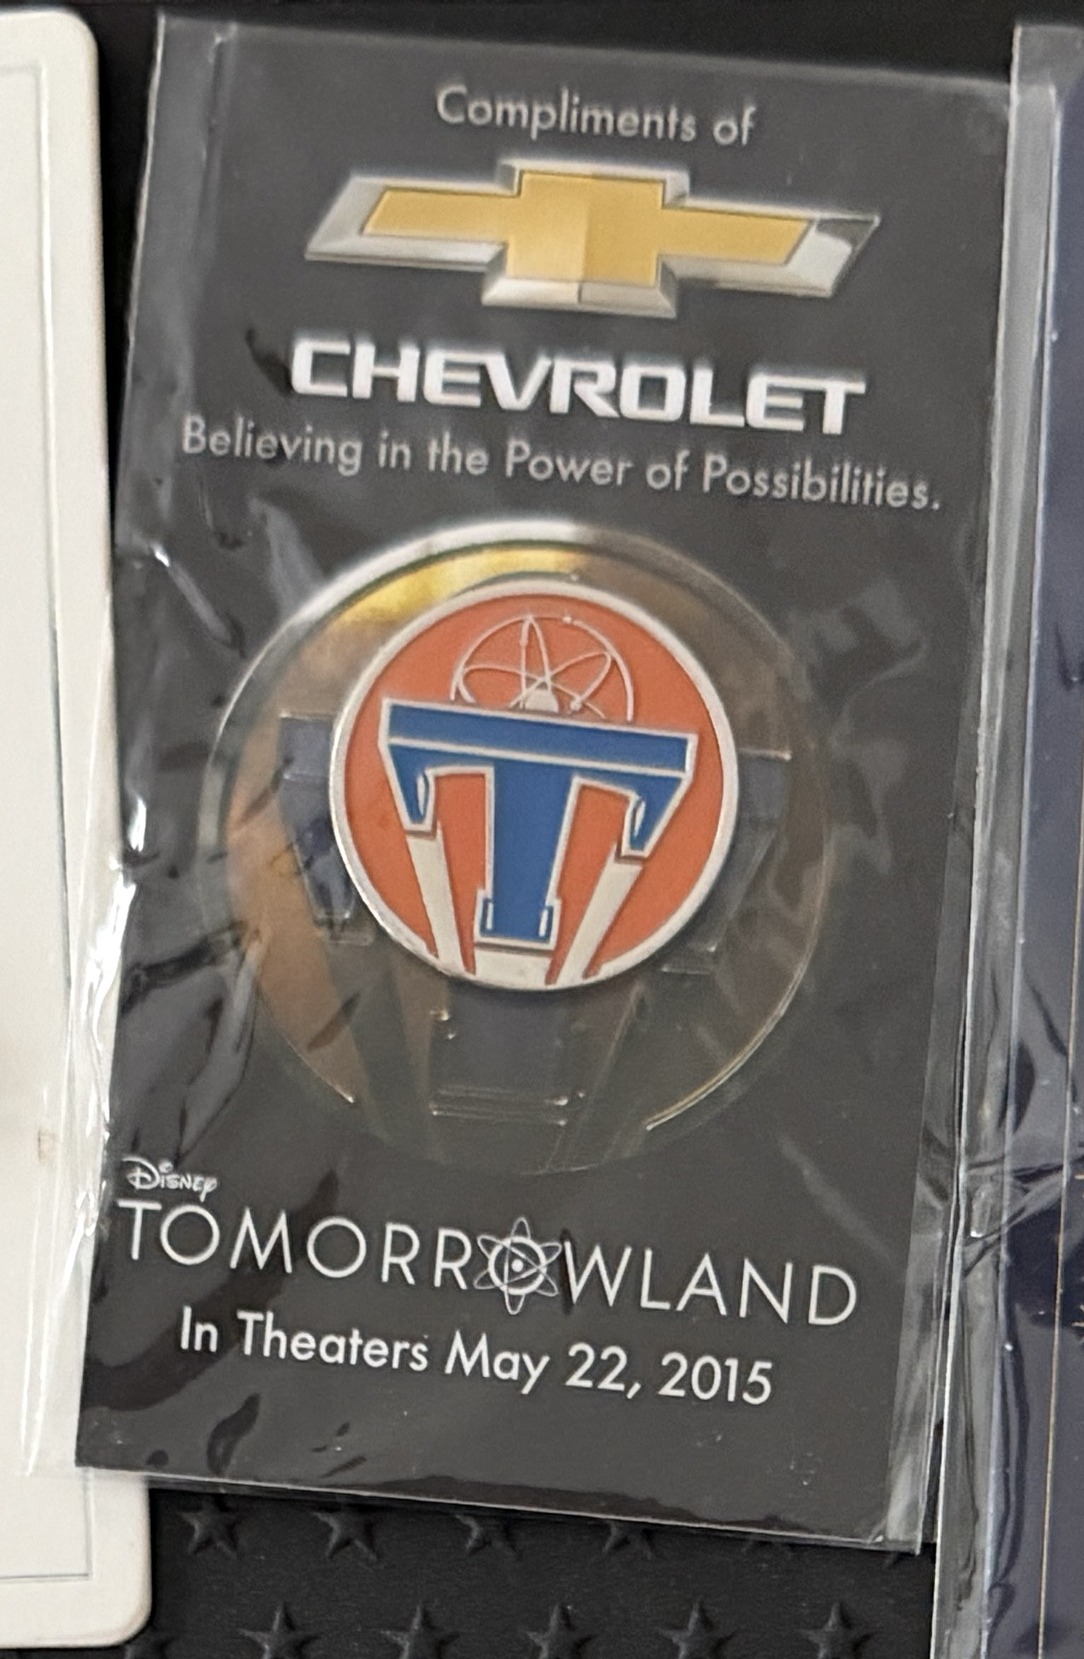 Compliments of
CHEVROLET
Believing in the Power of Possibilities.
T
Disney
TOMORROWLAND
In Theaters May 22, 2015